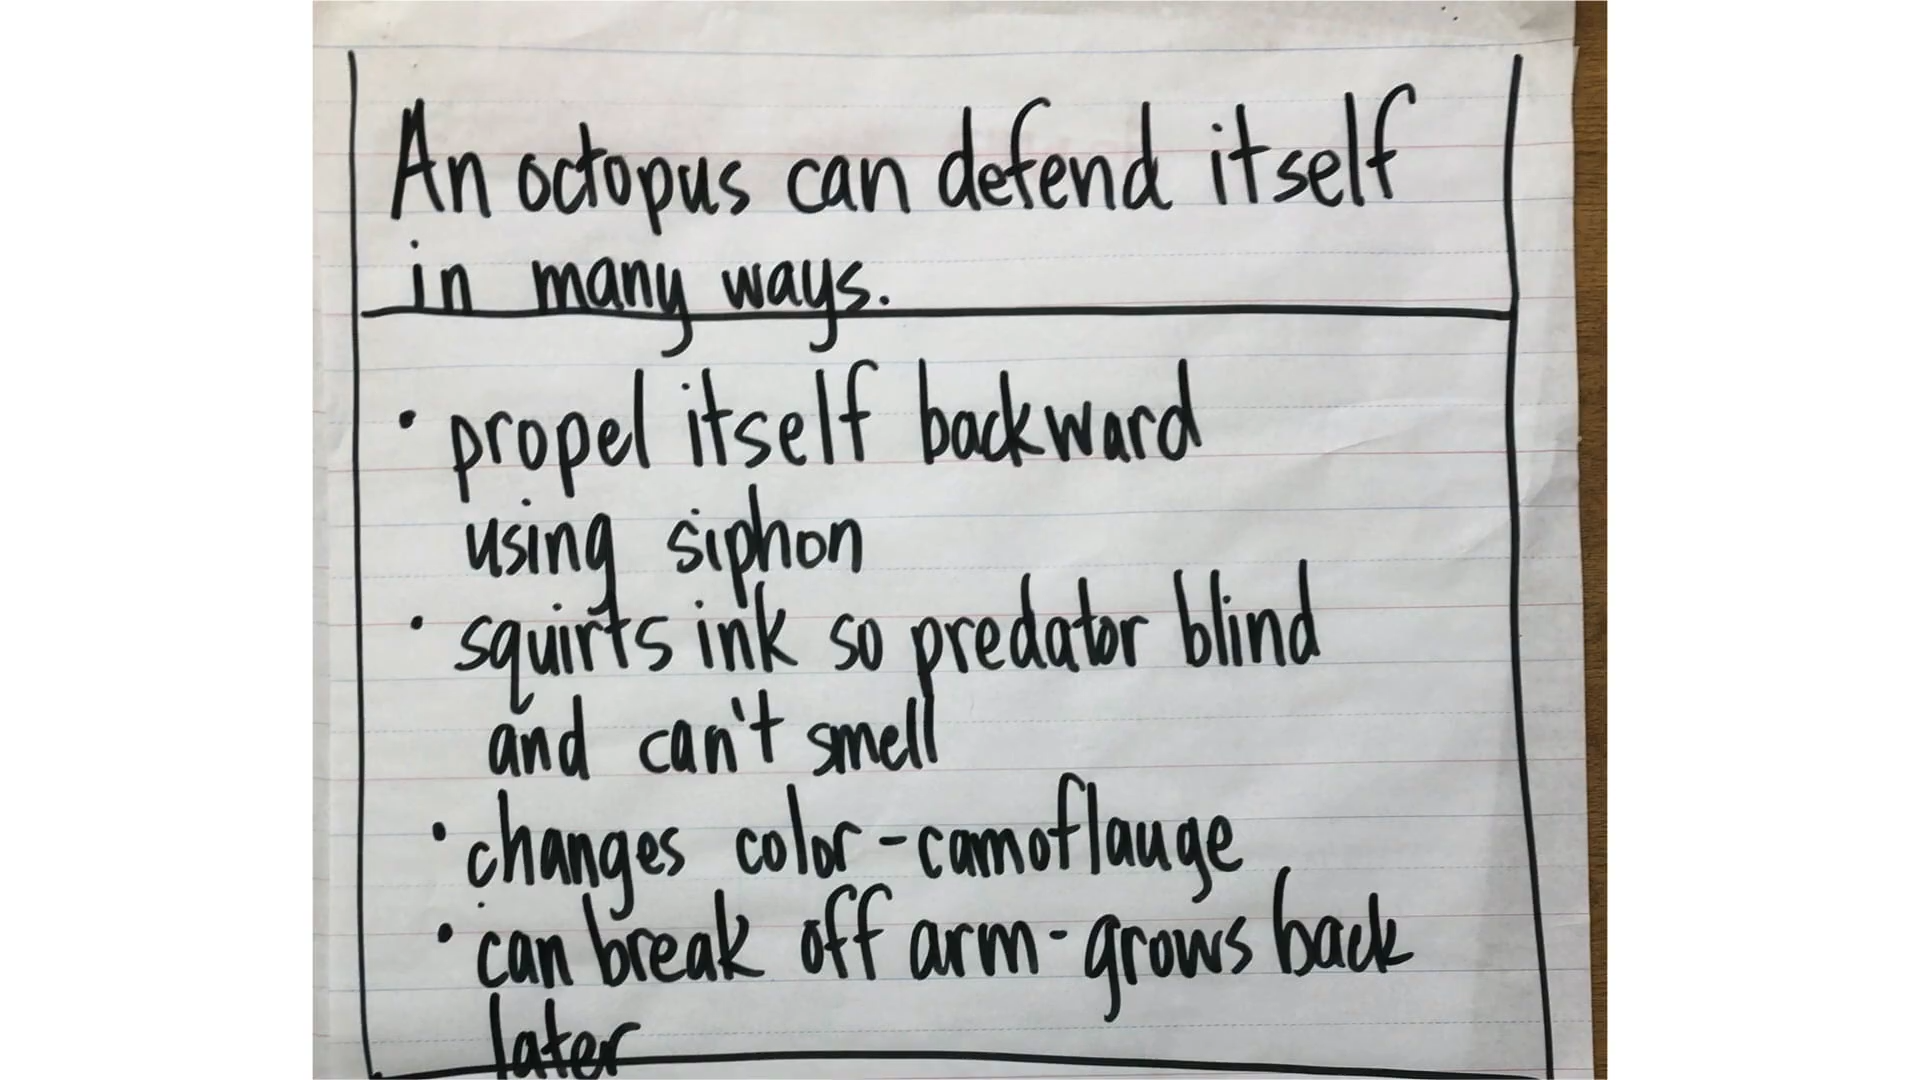 An octopus can defend itself
in many ways.
• propel itself backward
using siphon
• squirts ink so predator blind
and can't smell
• changes color - camoflauge
• can break off arm - grows back
later